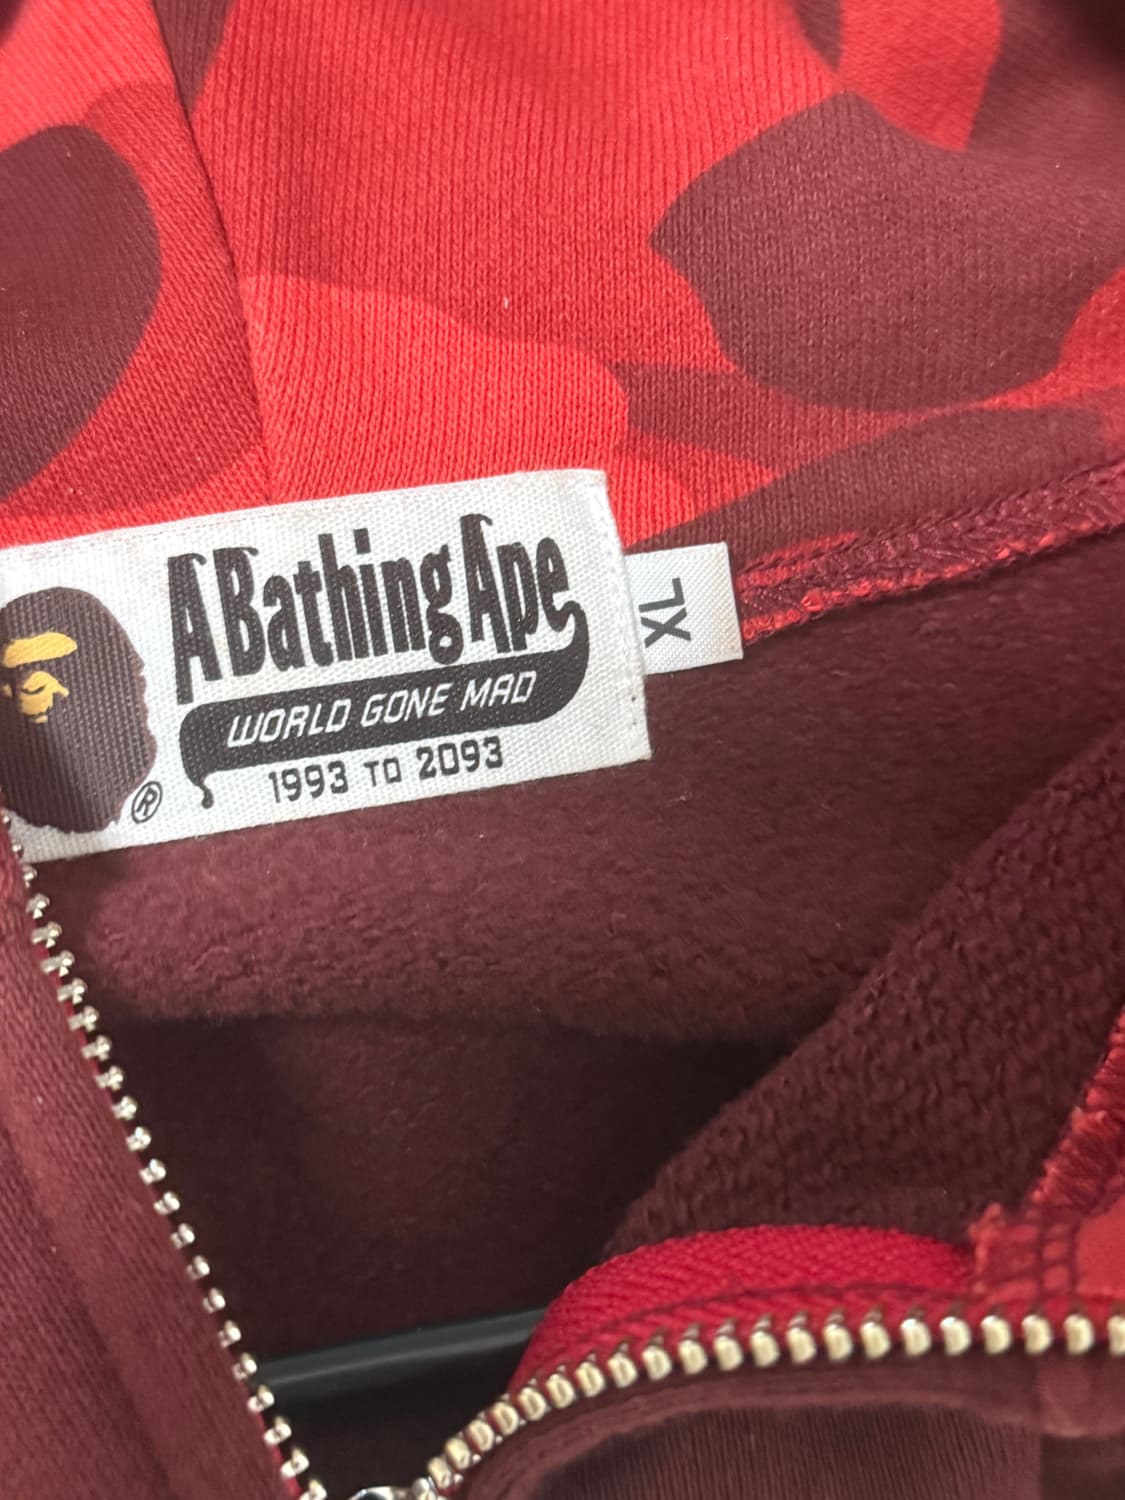 A Bathing Ape
WORLD GONE MAD
1993 TO 2093
®
XL